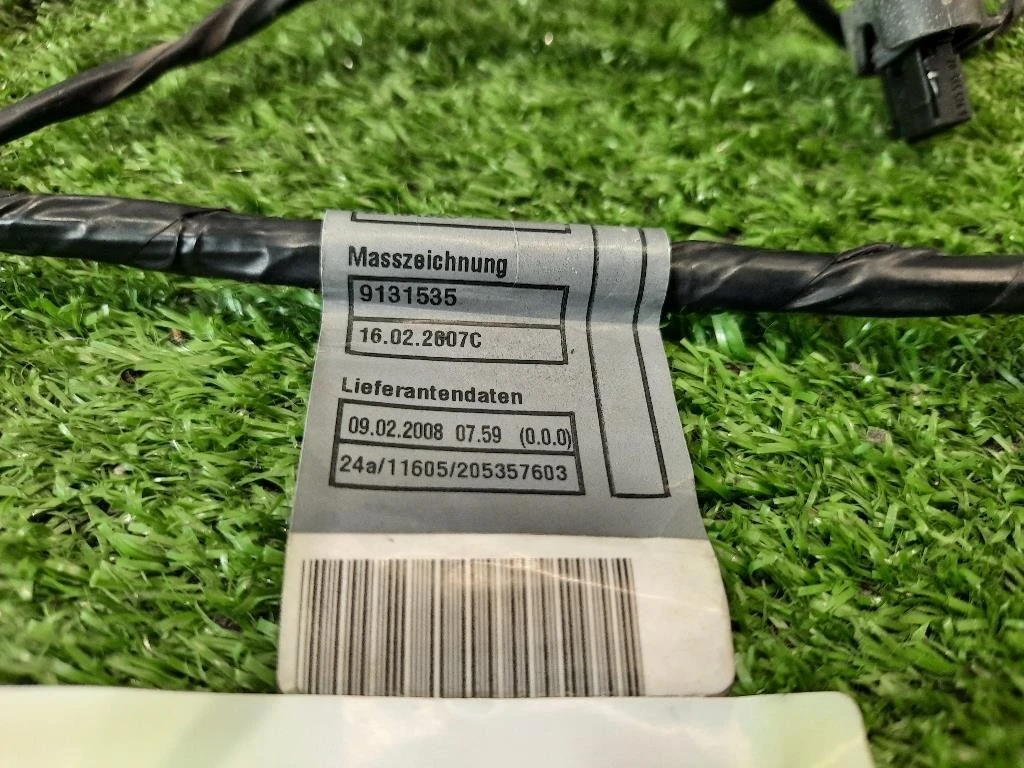 Masszeichnung
9131535
16.02.2607C
Lieferantendaten
09.02.2008 07.59 (0.0.0)
24a/11605/205357603